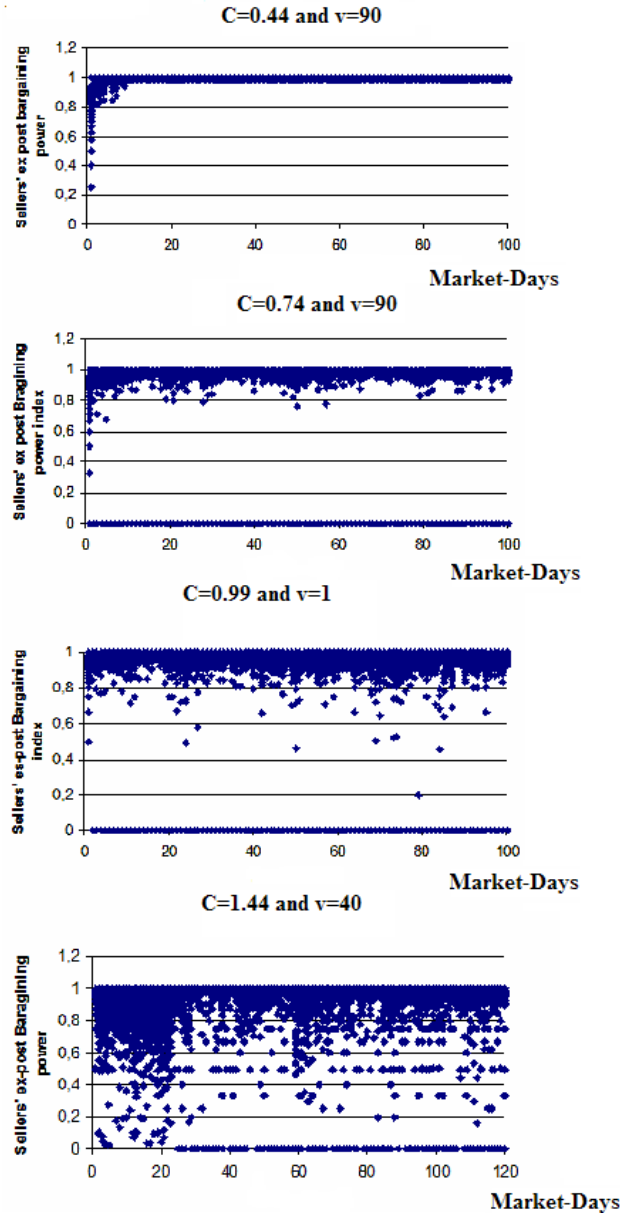 C=0.44 and v=90
Sellers' ex post bargaining
power
1,2
1
0,8
0,6
0,4
0,2
0
0 20 40 60 80 100
Market-Days
C=0.74 and v=90
Sellers' ex post Bragining
power index
1,2
1
0,8
0,6
0,4
0,2
0
0 20 40 60 80 100
Market-Days
C=0.99 and v=1
Sellers' es-post Bargaining
index
1
0,8
0,6
0,4
0,2
0
0 20 40 60 80 100
Market-Days
C=1.44 and v=40
Sellers' ex-post Baragining
power
1,2
1
0,8
0,6
0,4
0,2
0
0 20 40 60 80 100 120
Market-Days